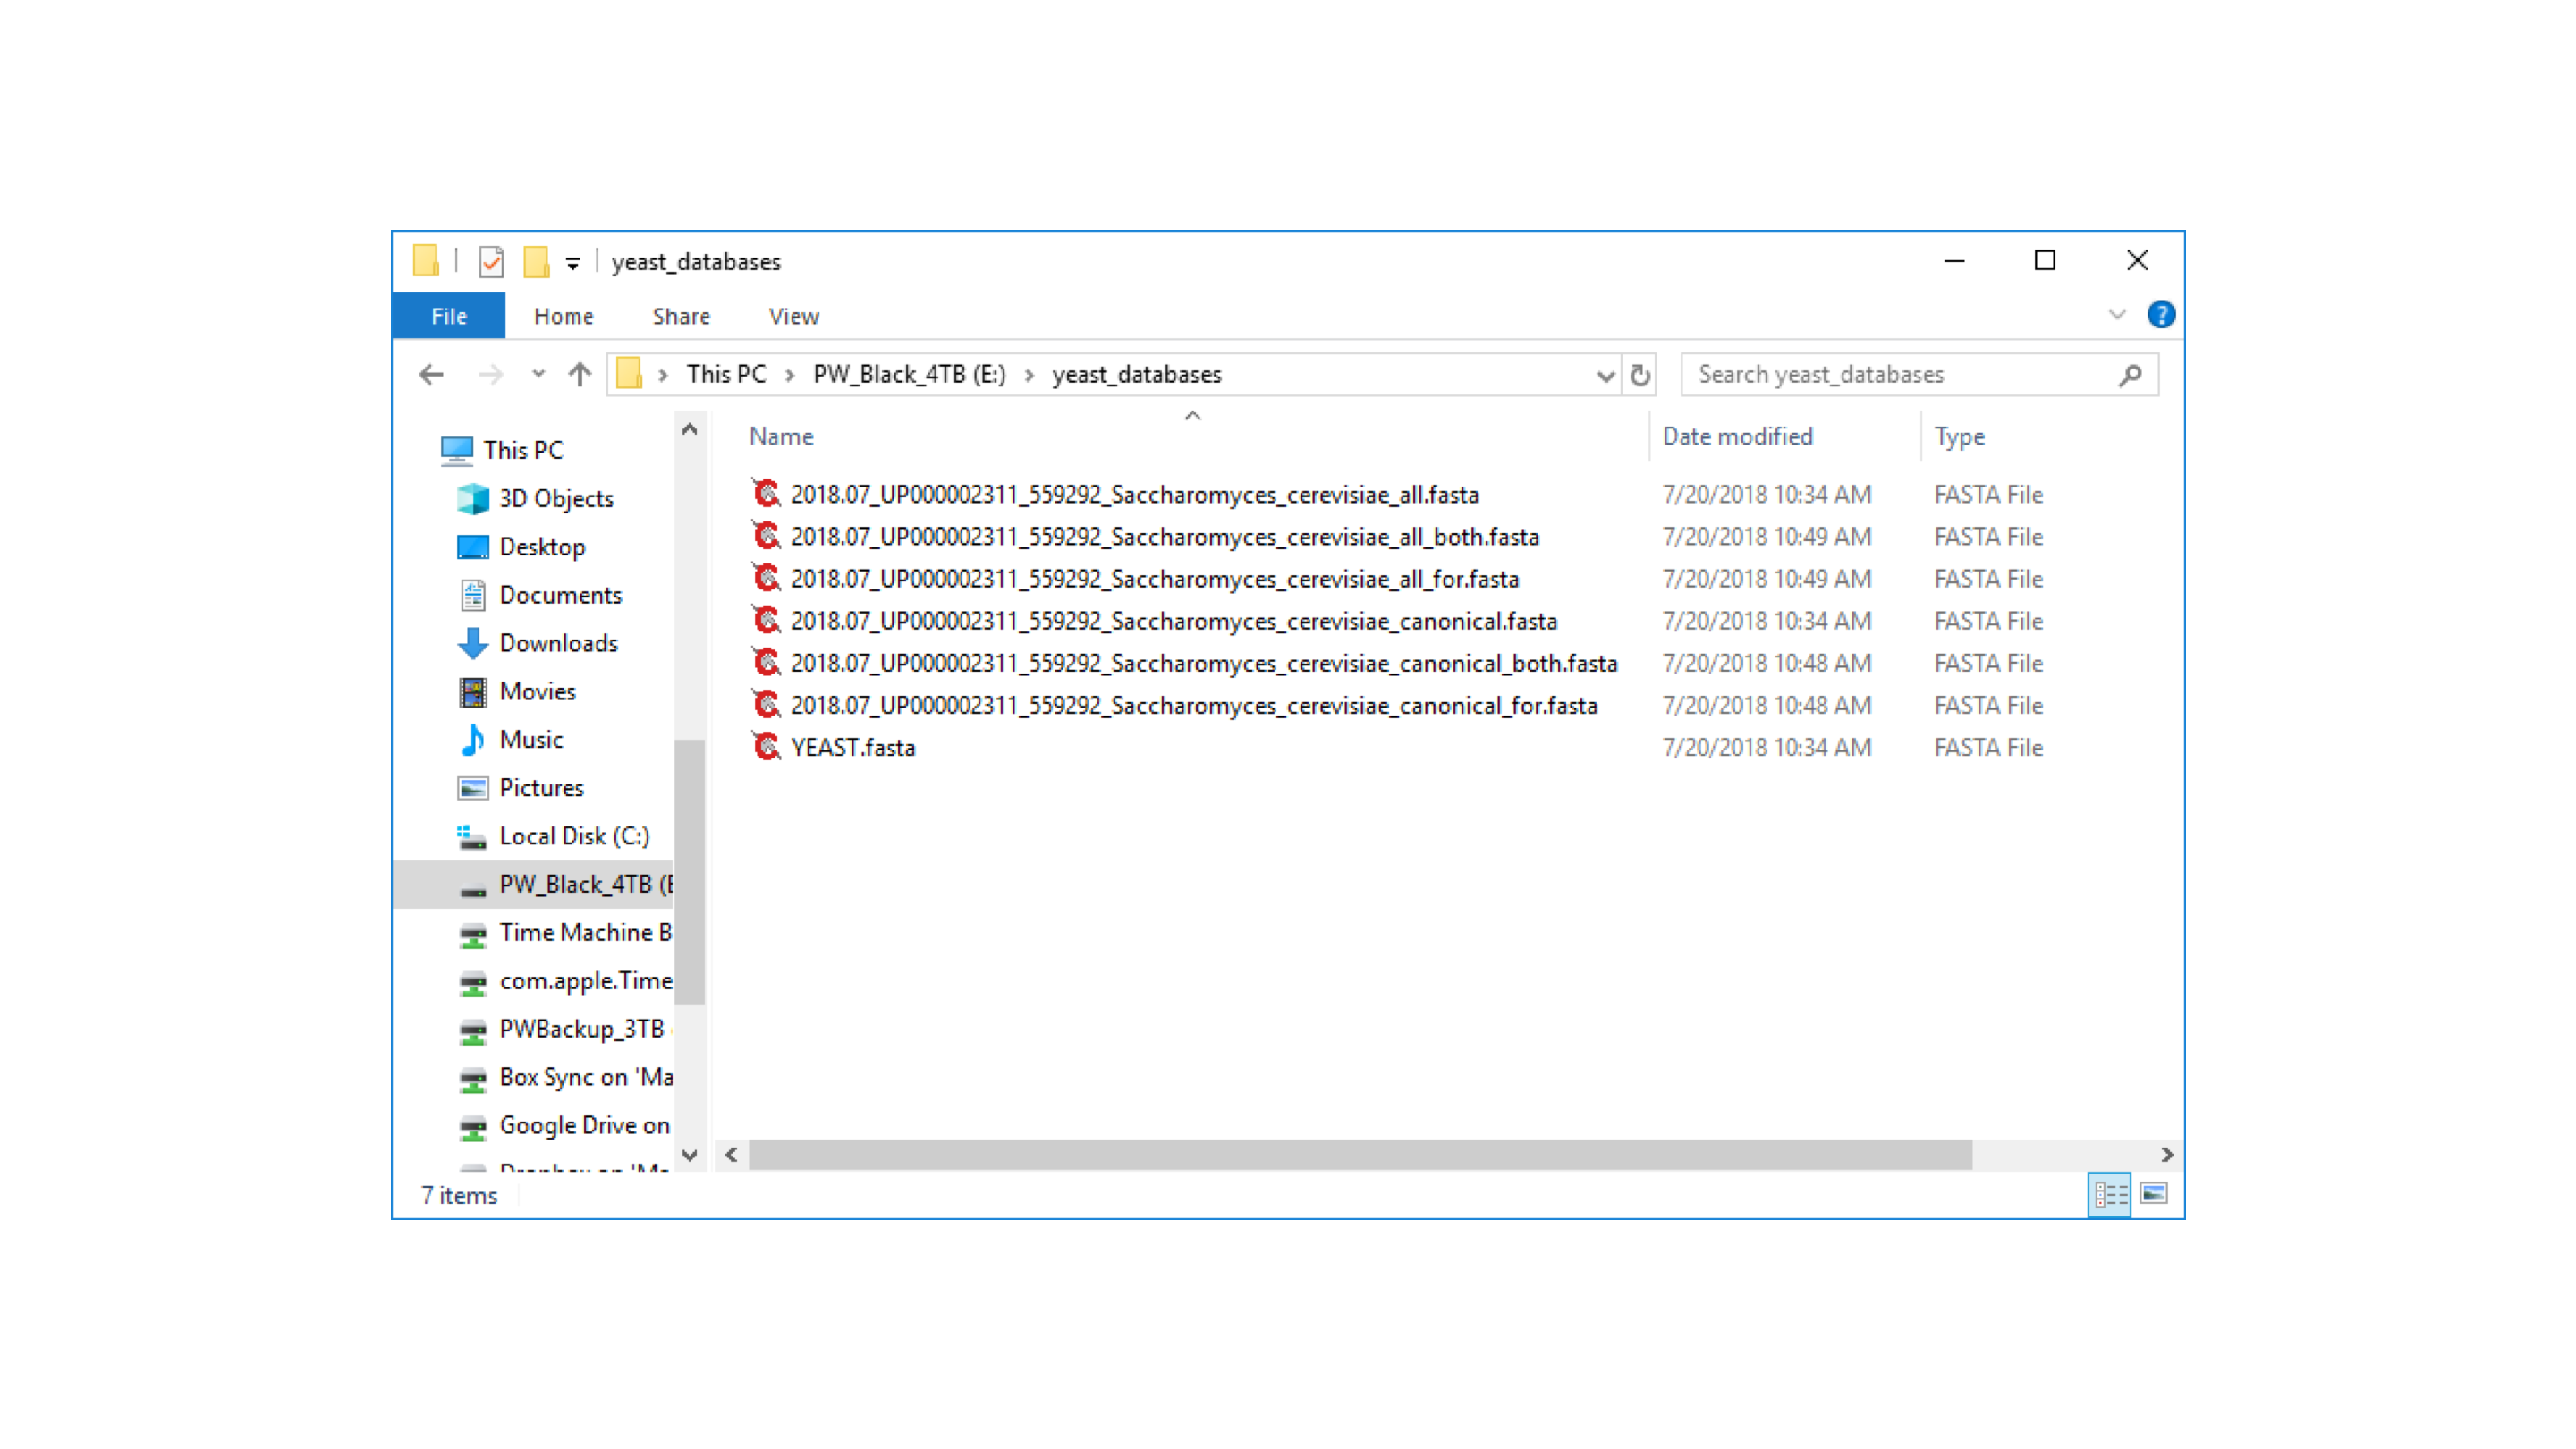 yeast_databases
File Home Share View
This PC PW_Black_4TB (E:) yeast_databases Search yeast_databases
Name Date modified Type
This PC
3D Objects
Desktop
Documents
Downloads
Movies
Music
Pictures
Local Disk (C:)
PW_Black_4TB (E
Time Machine B
com.apple.Time
PWBackup_3TB
Box Sync on 'Ma
Google Drive on
Dropbox on 'Ma
2018.07_UP000002311_559292_Saccharomyces_cerevisiae_all.fasta 7/20/2018 10:34 AM FASTA File
2018.07_UP000002311_559292_Saccharomyces_cerevisiae_all_both.fasta 7/20/2018 10:49 AM FASTA File
2018.07_UP000002311_559292_Saccharomyces_cerevisiae_all_for.fasta 7/20/2018 10:49 AM FASTA File
2018.07_UP000002311_559292_Saccharomyces_cerevisiae_canonical.fasta 7/20/2018 10:34 AM FASTA File
2018.07_UP000002311_559292_Saccharomyces_cerevisiae_canonical_both.fasta 7/20/2018 10:48 AM FASTA File
2018.07_UP000002311_559292_Saccharomyces_cerevisiae_canonical_for.fasta 7/20/2018 10:48 AM FASTA File
YEAST.fasta 7/20/2018 10:34 AM FASTA File
7 items